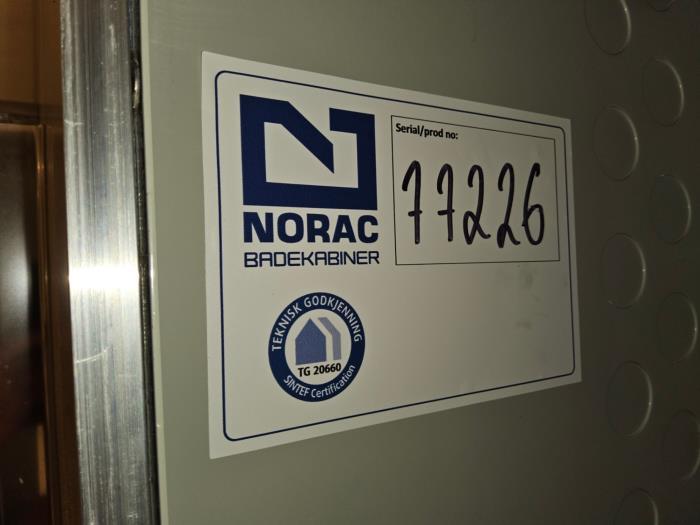 NORAC
BADEKABINER
Serial/prod no:
77226
TEKNISK GODKJENNING
TG 20660
SINTEF Certification